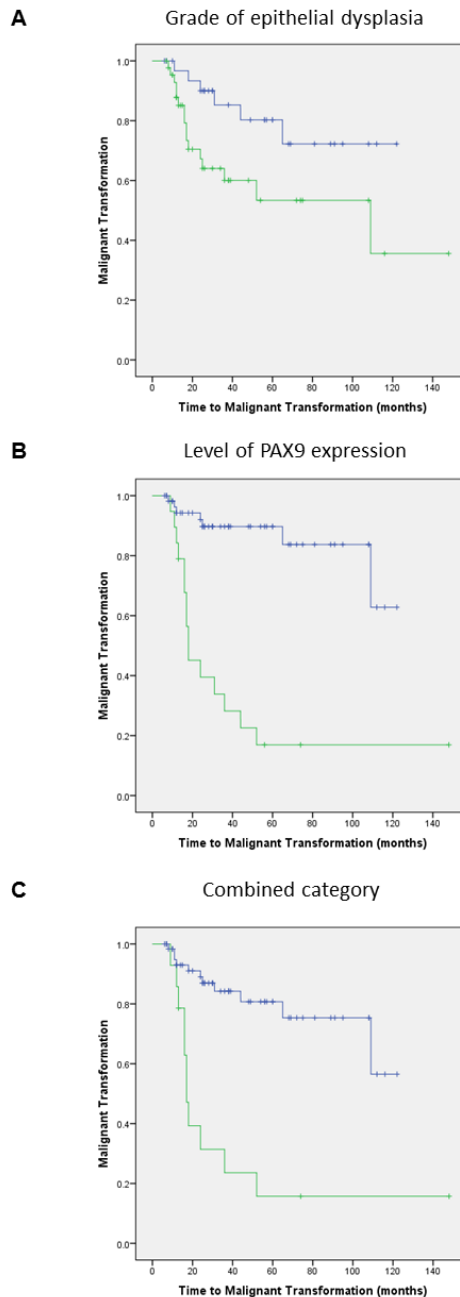 A
Grade of epithelial dysplasia
1.0
0.8
0.6
0.4
0.2
0.0
Malignant Transformation
0 20 40 60 80 100 120 140
Time to Malignant Transformation (months)
B
Level of PAX9 expression
1.0
0.8
0.6
0.4
0.2
0.0
Malignant Transformation
0 20 40 60 80 100 120 140
Time to Malignant Transformation (months)
C
Combined category
1.0
0.8
0.6
0.4
0.2
0.0
Malignant Transformation
0 20 40 60 80 100 120 140
Time to Malignant Transformation (months)